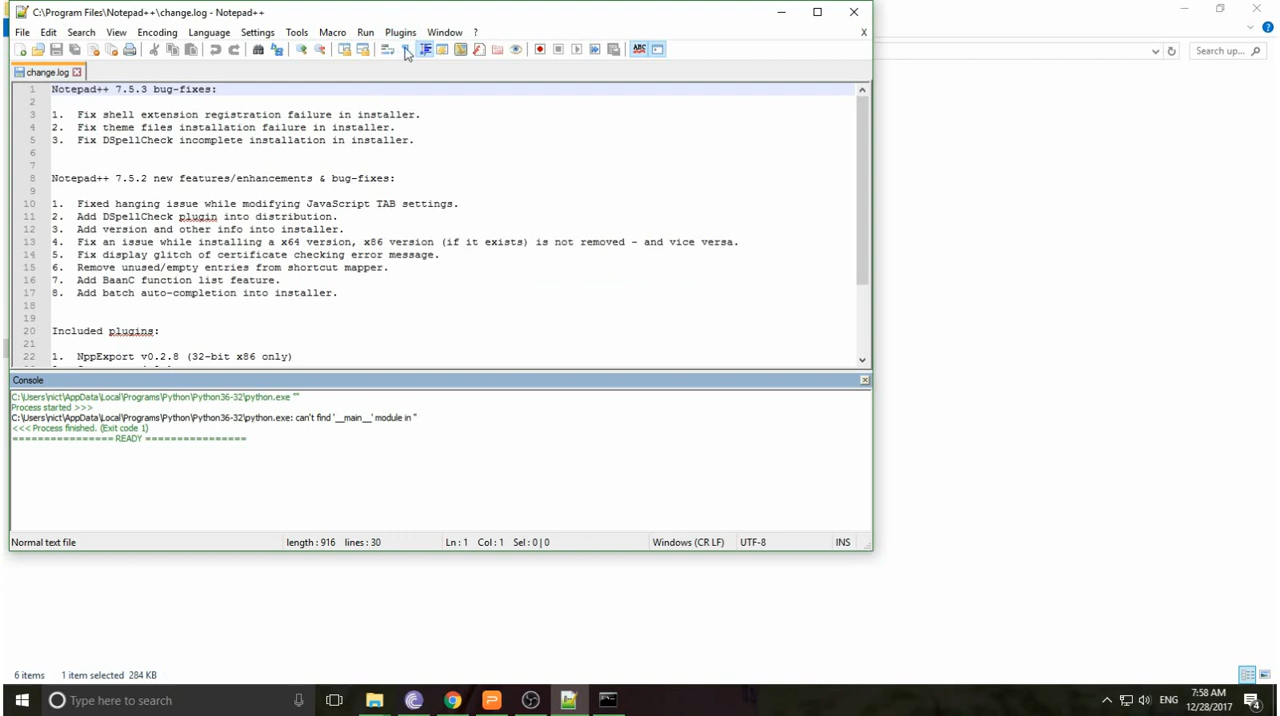 C:\Program Files\Notepad++\change.log - Notepad++
File Edit Search View Encoding Language Settings Tools Macro Run Plugins Window ? X
Search up...
change.log
1 Notepad++ 7.5.3 bug-fixes:
2
3 1. Fix shell extension registration failure in installer.
4 2. Fix theme files installation failure in installer.
5 3. Fix DSpellCheck incomplete installation in installer.
6
7
8 Notepad++ 7.5.2 new features/enhancements & bug-fixes:
9
10 1. Fixed hanging issue while modifying JavaScript TAB settings.
11 2. Add DSpellCheck plugin into distribution.
12 3. Add version and other info into installer.
13 4. Fix an issue while installing a x64 version, x86 version (if it exists) is not removed - and vice versa.
14 5. Fix display glitch of certificate checking error message.
15 6. Remove unused/empty entries from shortcut mapper.
16 7. Add BaanC function list feature.
17 8. Add batch auto-completion into installer.
18
19
20 Included plugins:
21
22 1. NppExport v0.2.8 (32-bit x86 only)
Console
C:\Users\nict\AppData\Local\Programs\Python\Python36-32\python.exe ""
Process started >>>
C:\Users\nict\AppData\Local\Programs\Python\Python36-32\python.exe: can't find '__main__' module in ''
<<< Process finished. (Exit code 1)
================ READY ================
Normal text file length : 916 lines : 30 Ln : 1 Col : 1 Sel : 0 | 0 Windows (CR LF) UTF-8 INS
6 items 1 item selected 284 KB
Type here to search
ENG
7:58 AM
12/28/2017
4